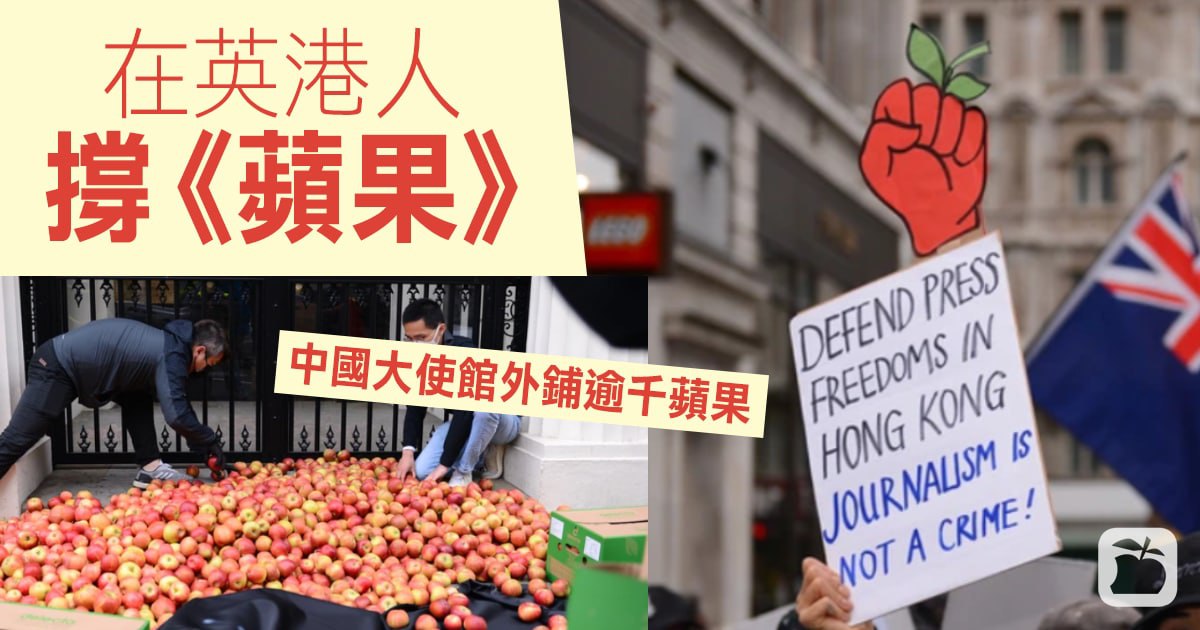 在英港人
撐《蘋果》
LEGO
中國大使館外鋪逾千蘋果
DEFEND PRESS
FREEDOMS IN
HONG KONG
JOURNALISM IS
NOT A CRIME!